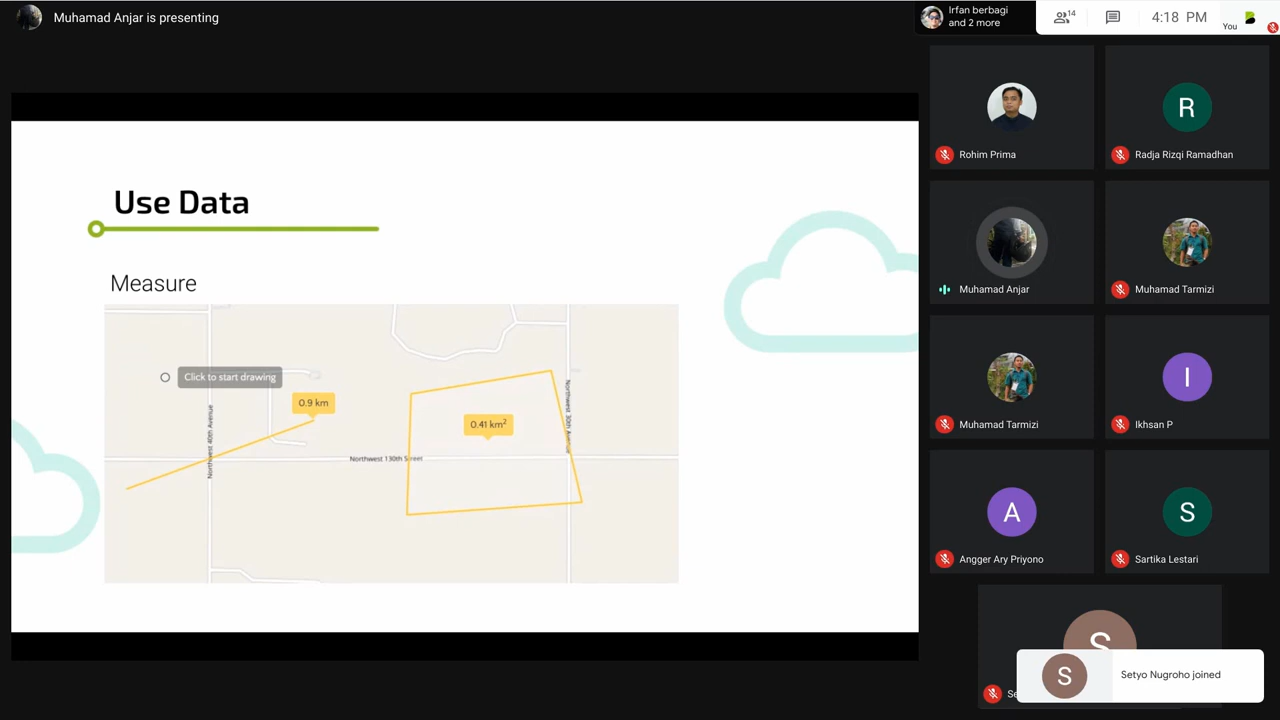 Muhamad Anjar is presenting
Irfan berbagi
and 2 more
14
4:18 PM
You
Use Data
Measure
Click to start drawing
0.9 km
0.41 km²
Northwest 40th Avenue
Northwest 130th Street
Northwest 30th Avenue
Rohim Prima
R
Radja Rizqi Ramadhan
Muhamad Anjar
Muhamad Tarmizi
Muhamad Tarmizi
I
Ikhsan P
A
Angger Ary Priyono
S
Sartika Lestari
S
Se
S
Setyo Nugroho joined